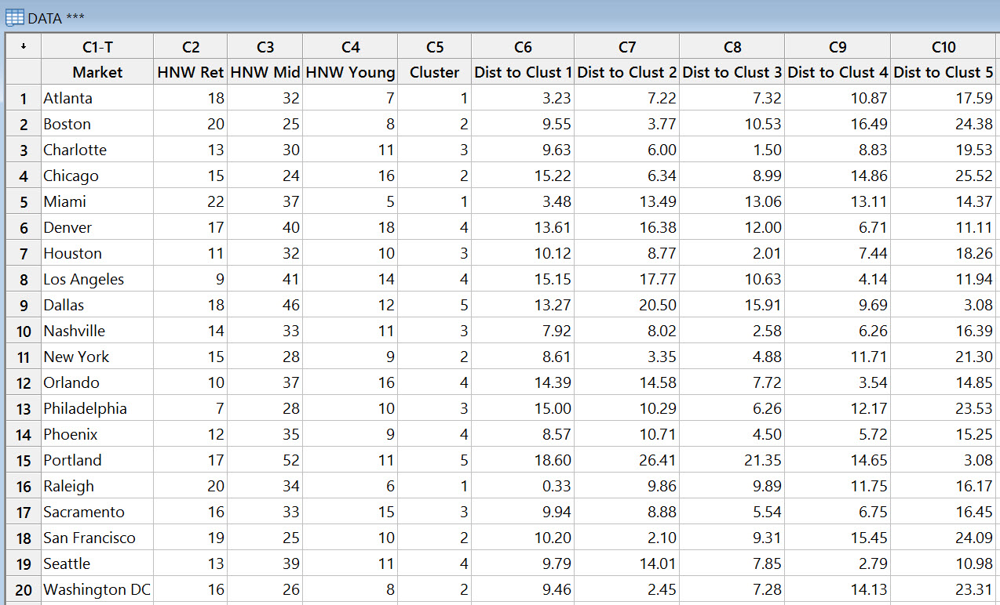 DATA ***
↓ C1-T C2 C3 C4 C5 C6 C7 C8 C9 C10
Market HNW Ret HNW Mid HNW Young Cluster Dist to Clust 1 Dist to Clust 2 Dist to Clust 3 Dist to Clust 4 Dist to Clust 5
1 Atlanta 18 32 7 1 3.23 7.22 7.32 10.87 17.59
2 Boston 20 25 8 2 9.55 3.77 10.53 16.49 24.38
3 Charlotte 13 30 11 3 9.63 6.00 1.50 8.83 19.53
4 Chicago 15 24 16 2 15.22 6.34 8.99 14.86 25.52
5 Miami 22 37 5 1 3.48 13.49 13.06 13.11 14.37
6 Denver 17 40 18 4 13.61 16.38 12.00 6.71 11.11
7 Houston 11 32 10 3 10.12 8.77 2.01 7.44 18.26
8 Los Angeles 9 41 14 4 15.15 17.77 10.63 4.14 11.94
9 Dallas 18 46 12 5 13.27 20.50 15.91 9.69 3.08
10 Nashville 14 33 11 3 7.92 8.02 2.58 6.26 16.39
11 New York 15 28 9 2 8.61 3.35 4.88 11.71 21.30
12 Orlando 10 37 16 4 14.39 14.58 7.72 3.54 14.85
13 Philadelphia 7 28 10 3 15.00 10.29 6.26 12.17 23.53
14 Phoenix 12 35 9 4 8.57 10.71 4.50 5.72 15.25
15 Portland 17 52 11 5 18.60 26.41 21.35 14.65 3.08
16 Raleigh 20 34 6 1 0.33 9.86 9.89 11.75 16.17
17 Sacramento 16 33 15 3 9.94 8.88 5.54 6.75 16.45
18 San Francisco 19 25 10 2 10.20 2.10 9.31 15.45 24.09
19 Seattle 13 39 11 4 9.79 14.01 7.85 2.79 10.98
20 Washington DC 16 26 8 2 9.46 2.45 7.28 14.13 23.31